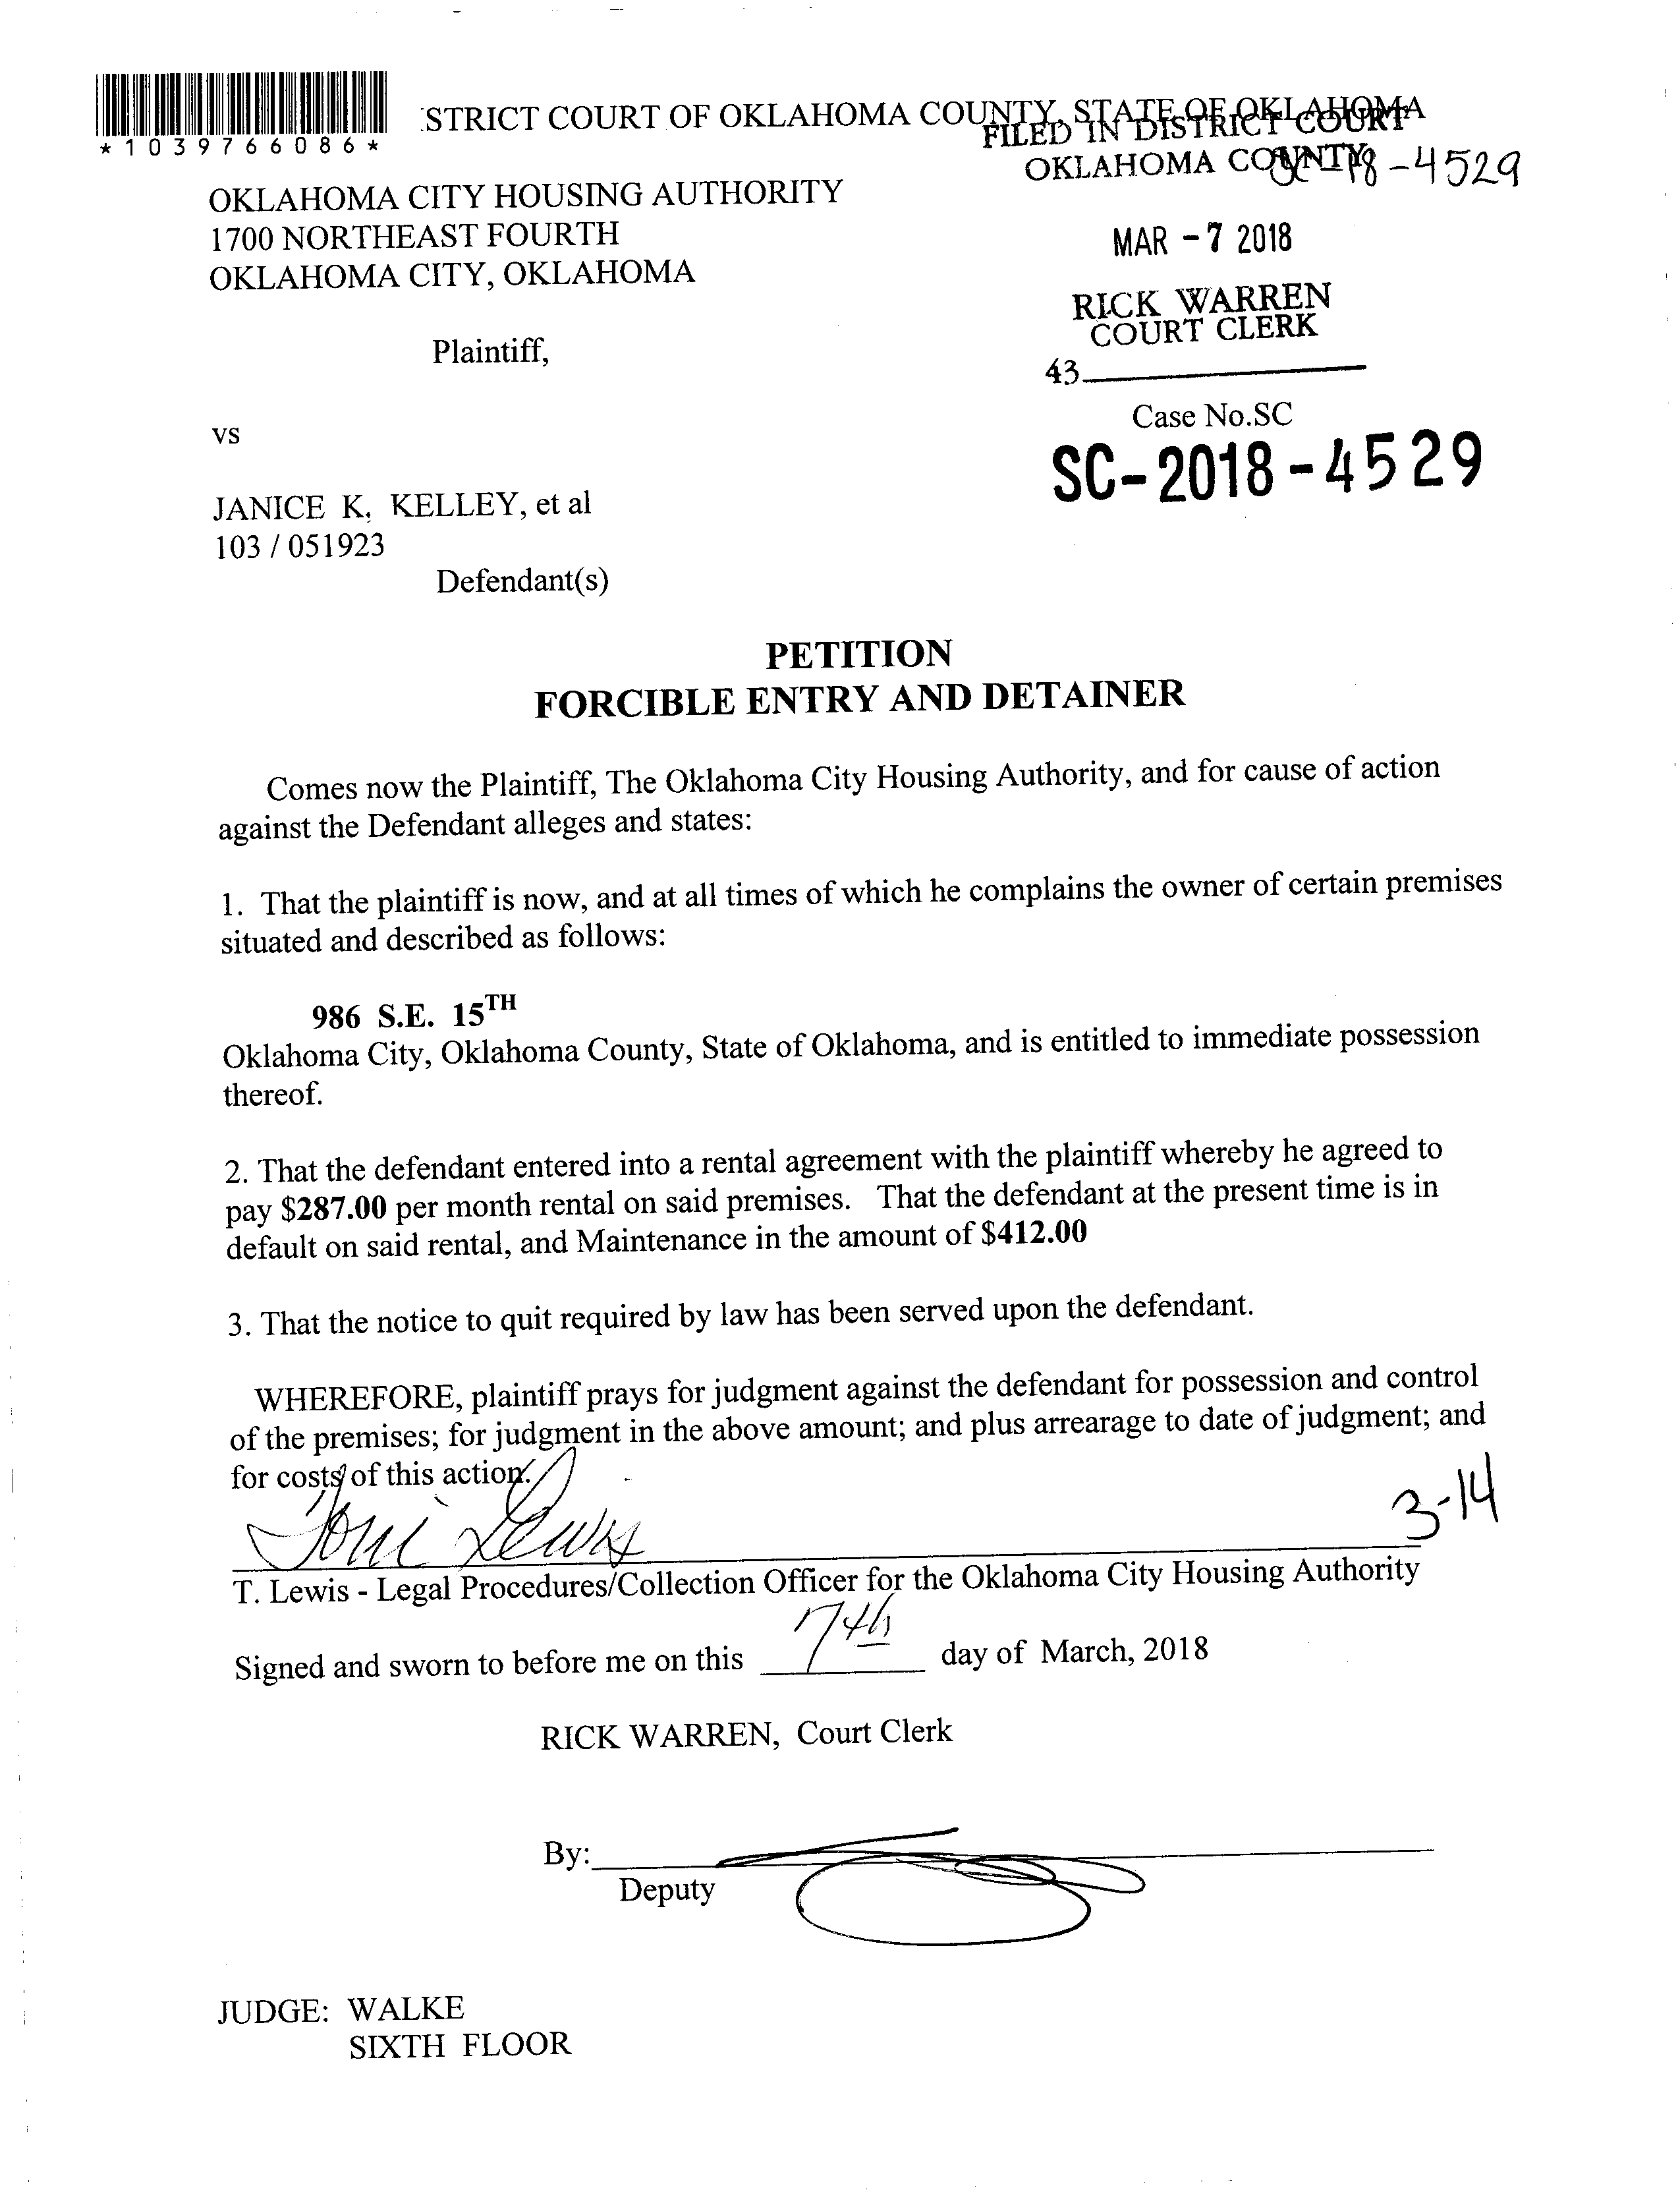 *1039766086*
STRICT COURT OF OKLAHOMA COUNTY, STATE OF OKLAHOMA
FILED IN DISTRICT COURT
OKLAHOMA COUNTY
SC-18-4529
OKLAHOMA CITY HOUSING AUTHORITY
1700 NORTHEAST FOURTH
OKLAHOMA CITY, OKLAHOMA
MAR -7 2018
RICK WARREN
COURT CLERK
43
Plaintiff,
Case No.SC
SC-2018-4529
vs
JANICE K. KELLEY, et al
103 / 051923
Defendant(s)
PETITION
FORCIBLE ENTRY AND DETAINER
Comes now the Plaintiff, The Oklahoma City Housing Authority, and for cause of action
against the Defendant alleges and states:
1. That the plaintiff is now, and at all times of which he complains the owner of certain premises
situated and described as follows:
986 S.E. 15TH
Oklahoma City, Oklahoma County, State of Oklahoma, and is entitled to immediate possession
thereof.
2. That the defendant entered into a rental agreement with the plaintiff whereby he agreed to
pay $287.00 per month rental on said premises. That the defendant at the present time is in
default on said rental, and Maintenance in the amount of $412.00
3. That the notice to quit required by law has been served upon the defendant.
WHEREFORE, plaintiff prays for judgment against the defendant for possession and control
of the premises; for judgment in the above amount; and plus arrearage to date of judgment; and
for costs of this action.
Toni Lewis
3-14
T. Lewis - Legal Procedures/Collection Officer for the Oklahoma City Housing Authority
Signed and sworn to before me on this 7th day of March, 2018
RICK WARREN, Court Clerk
By:
Deputy
JUDGE: WALKE
SIXTH FLOOR